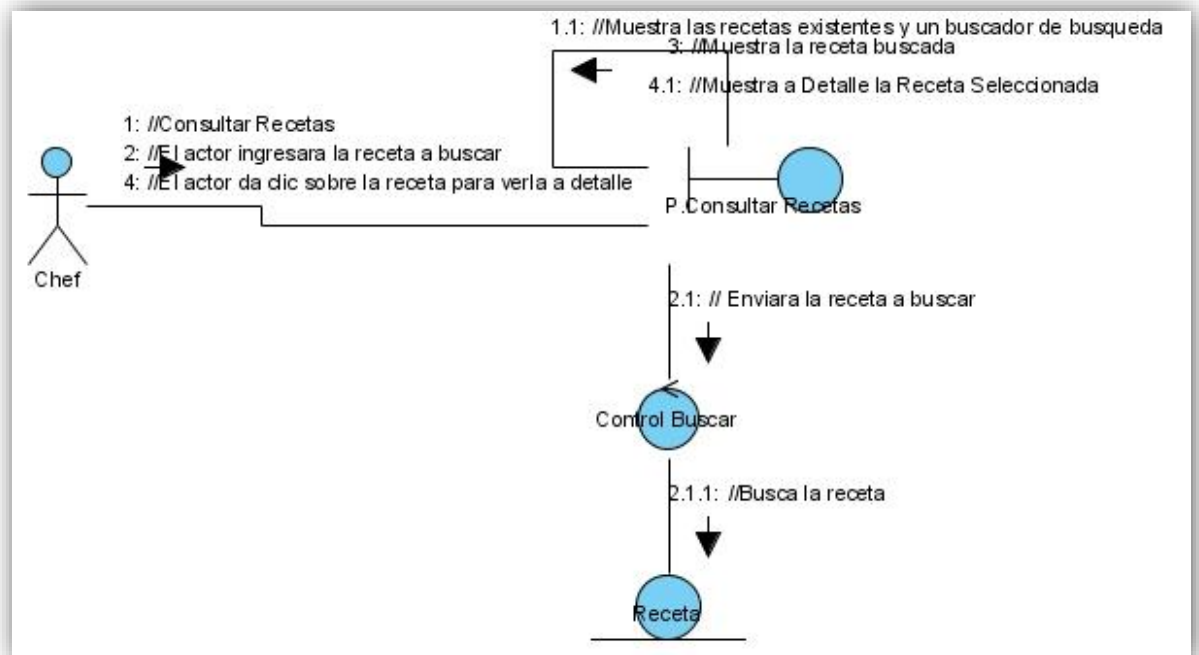 1.1: //Muestra las recetas existentes y un buscador de busqueda
3: //Muestra la receta buscada
4.1: //Muestra a Detalle la Receta Seleccionada
1: //Consultar Recetas
2: //El actor ingresara la receta a buscar
4: //El actor da clic sobre la receta para verla a detalle
P.Consultar Recetas
Chef
2.1: // Enviara la receta a buscar
Control Buscar
2.1.1: //Busca la receta
Receta